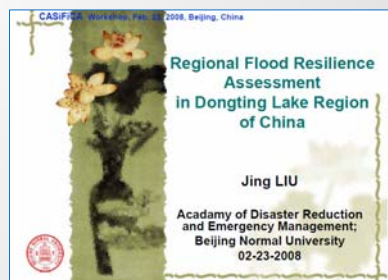 CASiFiCA Workshop, Feb. 23, 2008, Beijing, China
Regional Flood Resilience
Assessment
in Dongting Lake Region
of China
Jing LIU
Acadamy of Disaster Reduction
and Emergency Management;
Beijing Normal University
02-23-2008